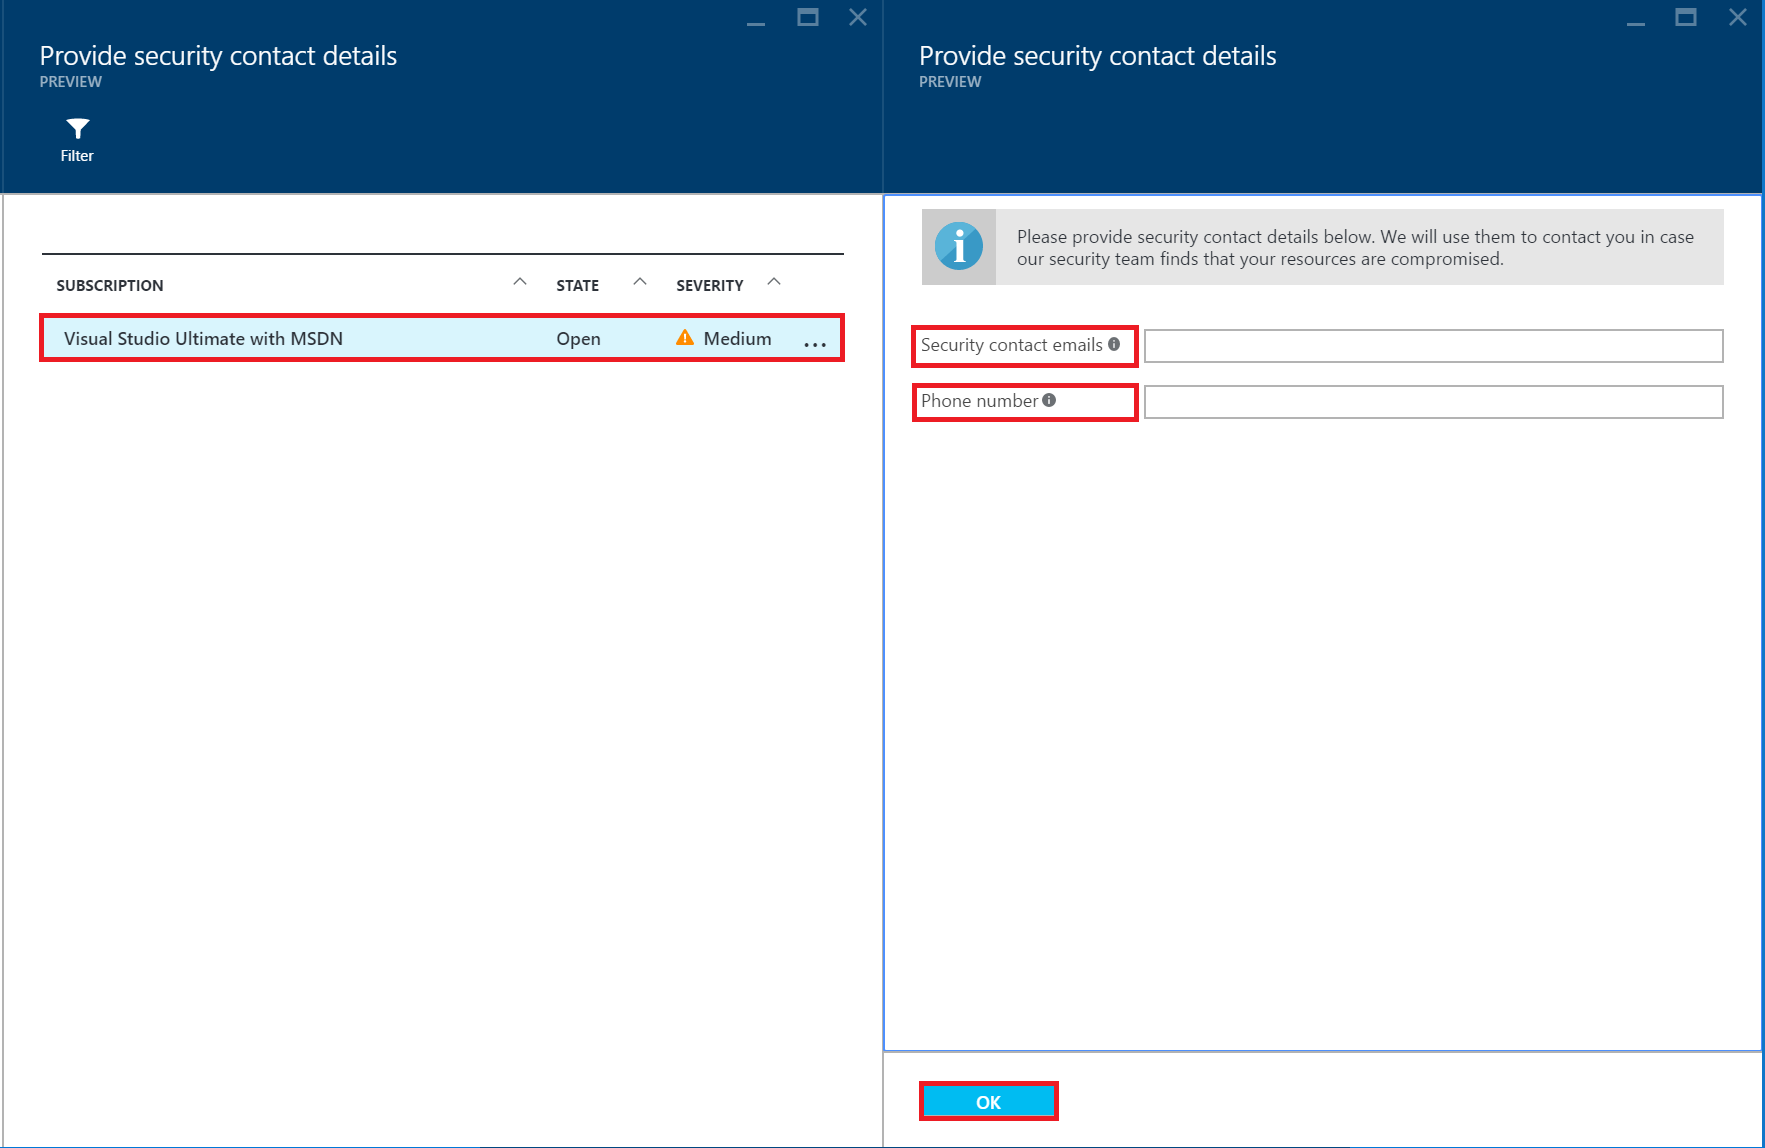 Provide security contact details
PREVIEW
Filter
SUBSCRIPTION STATE SEVERITY
Visual Studio Ultimate with MSDN Open Medium ...
Provide security contact details
PREVIEW
Please provide security contact details below. We will use them to contact you in case
our security team finds that your resources are compromised.
Security contact emails
Phone number
OK